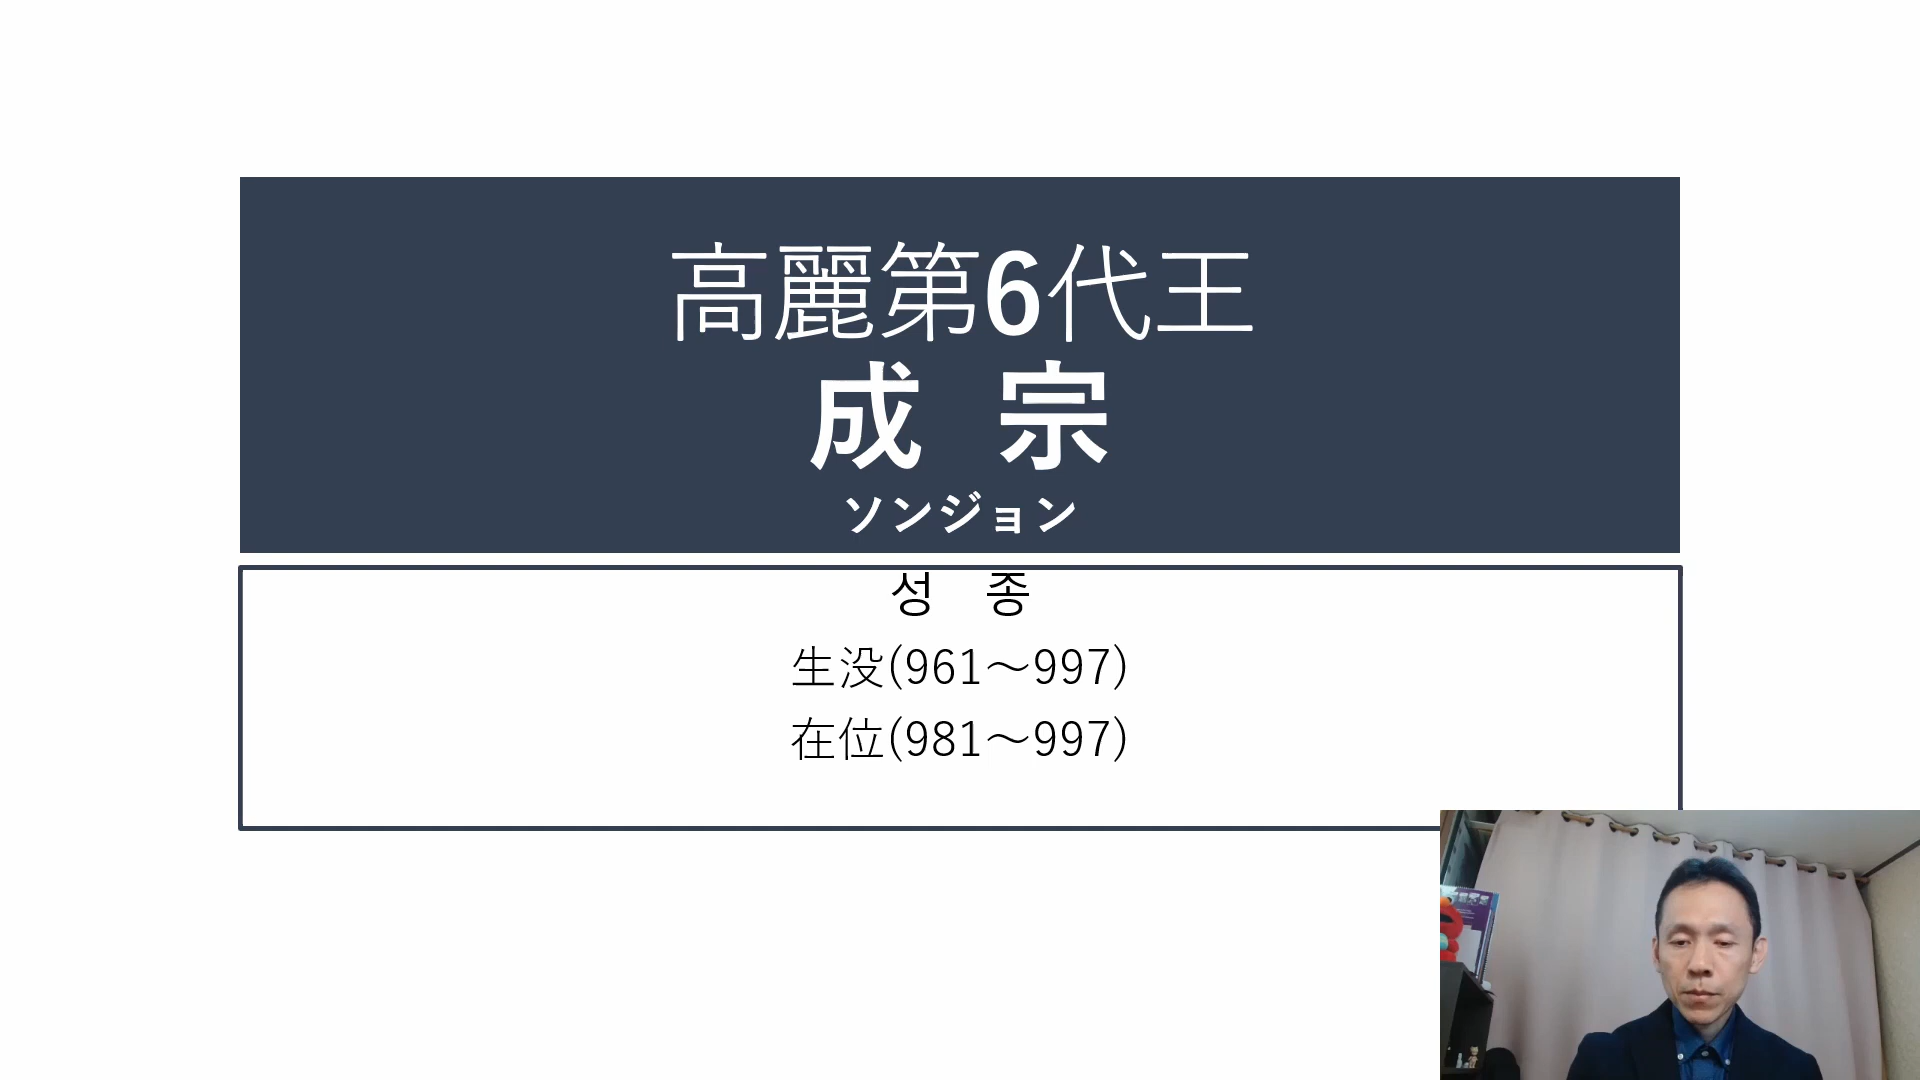 高麗第6代王
成 宗
ソンジョン
성 종
生没(961～997)
在位(981～997)